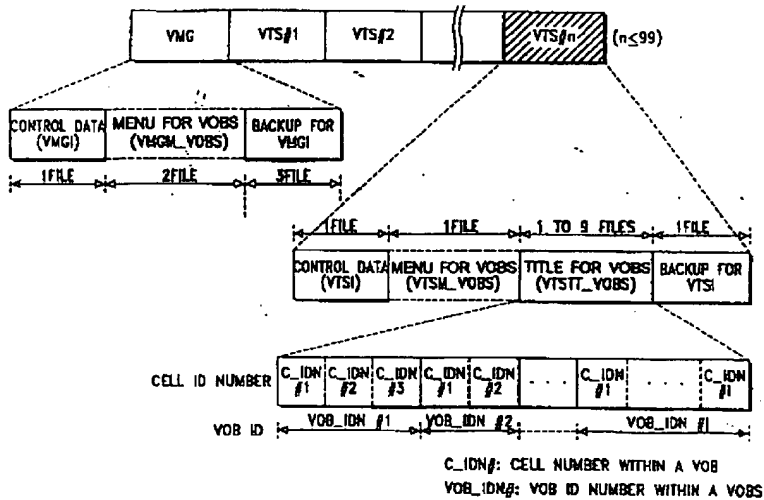 VMG VTS#1 VTS#2 VTS#n (n≤99)
CONTROL DATA (VMGI)
MENU FOR VOBS (VMGM_VOBS)
BACKUP FOR VMGI
1FILE 2FILE 3FILE
1FILE 1FILE 1 TO 9 FILES 1FILE
CONTROL DATA (VTSI)
MENU FOR VOBS (VTSM_VOBS)
TITLE FOR VOBS (VTSTT_VOBS)
BACKUP FOR VTSI
CELL ID NUMBER C_IDN #1 C_IDN #2 C_IDN #3 C_IDN #1 C_IDN #2 . . . . C_IDN #1 . . . . C_IDN #I
VOB ID VOB_IDN #1 VOB_IDN #2 VOB_IDN #I
C_IDN#: CELL NUMBER WITHIN A VOB
VOB_IDN#: VOB ID NUMBER WITHIN A VOBS